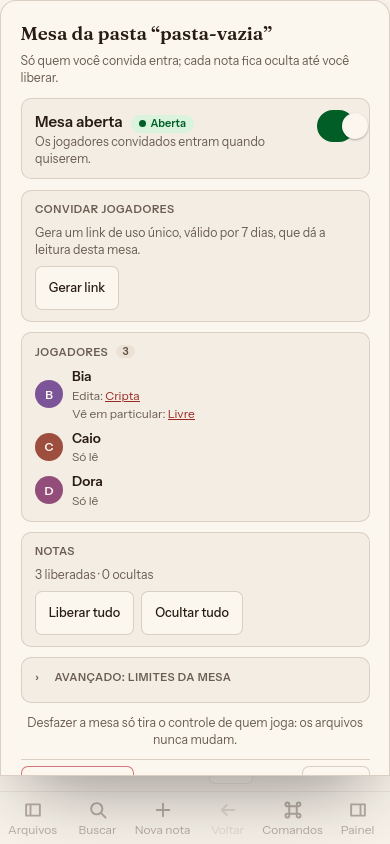 Mesa da pasta “pasta-vazia”
Só quem você convida entra; cada nota fica oculta até você
liberar.
Mesa aberta
Aberta
Os jogadores convidados entram quando
quiserem.
CONVIDAR JOGADORES
Gera um link de uso único, válido por 7 dias, que dá a
leitura desta mesa.
Gerar link
JOGADORES 3
B
Bia
Edita: Cripta
Vê em particular: Livre
C
Caio
Só lê
D
Dora
Só lê
NOTAS
3 liberadas · 0 ocultas
Liberar tudo
Ocultar tudo
› AVANÇADO: LIMITES DA MESA
Desfazer a mesa só tira o controle de quem joga: os arquivos
nunca mudam.
Arquivos
Buscar
Nova nota
Voltar
Comandos
Painel